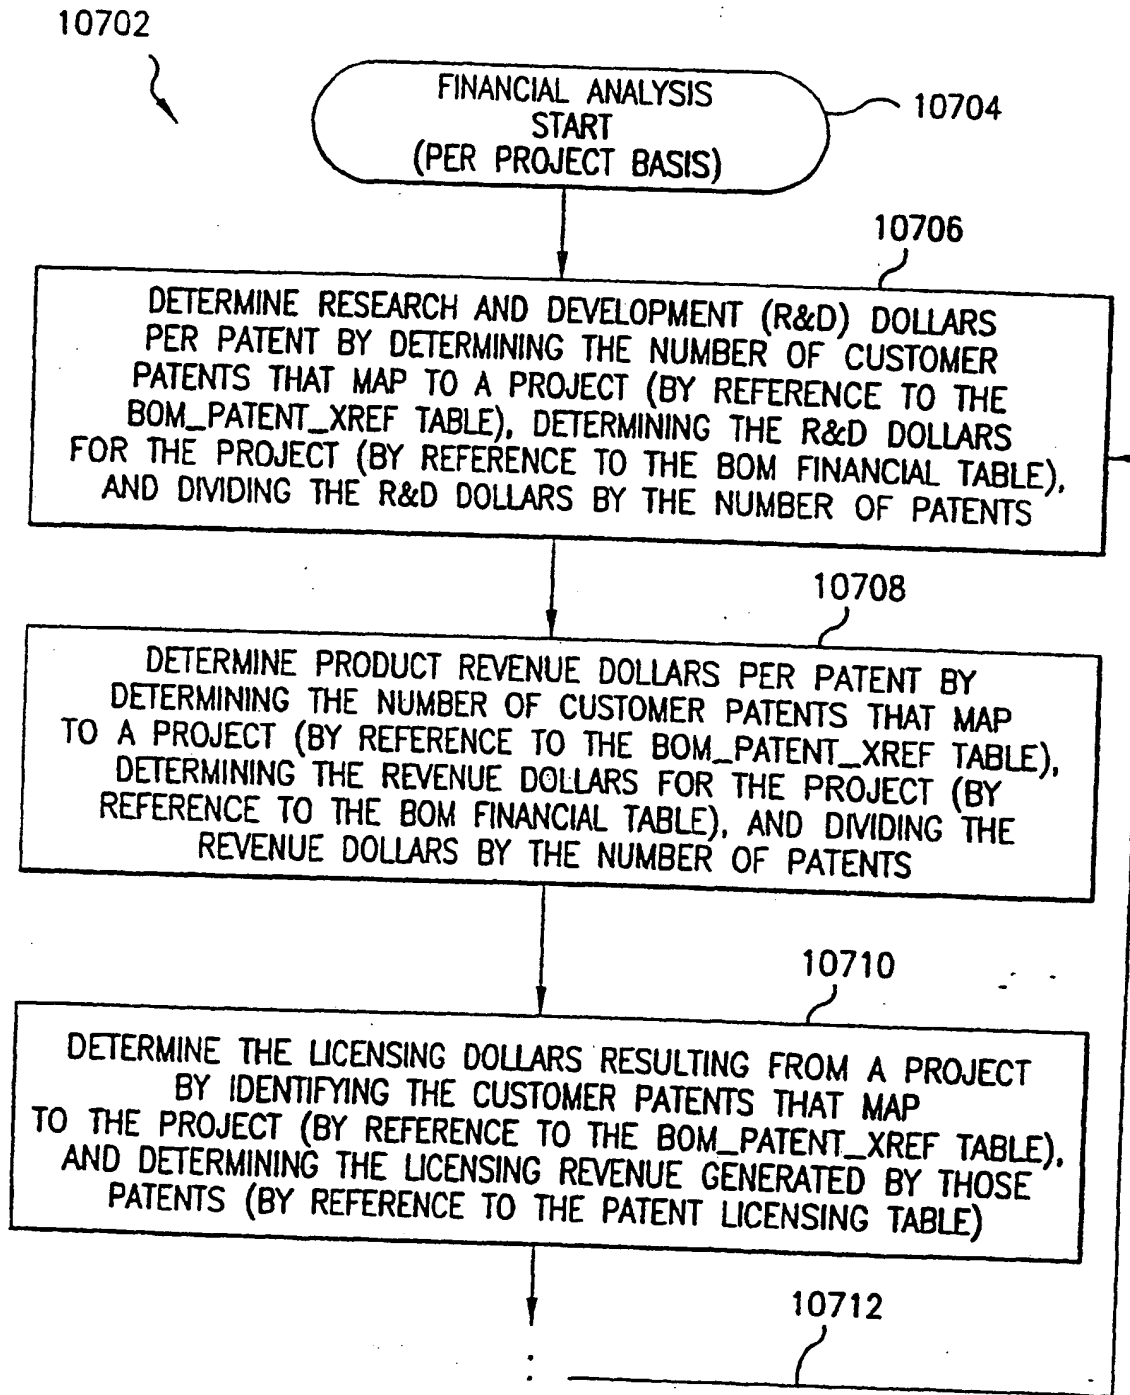 10702
FINANCIAL ANALYSIS
START
(PER PROJECT BASIS)
10704
10706
DETERMINE RESEARCH AND DEVELOPMENT (R&D) DOLLARS
PER PATENT BY DETERMINING THE NUMBER OF CUSTOMER
PATENTS THAT MAP TO A PROJECT (BY REFERENCE TO THE
BOM_PATENT_XREF TABLE), DETERMINING THE R&D DOLLARS
FOR THE PROJECT (BY REFERENCE TO THE BOM FINANCIAL TABLE),
AND DIVIDING THE R&D DOLLARS BY THE NUMBER OF PATENTS
10708
DETERMINE PRODUCT REVENUE DOLLARS PER PATENT BY
DETERMINING THE NUMBER OF CUSTOMER PATENTS THAT MAP
TO A PROJECT (BY REFERENCE TO THE BOM_PATENT_XREF TABLE),
DETERMINING THE REVENUE DOLLARS FOR THE PROJECT (BY
REFERENCE TO THE BOM FINANCIAL TABLE), AND DIVIDING THE
REVENUE DOLLARS BY THE NUMBER OF PATENTS
10710
DETERMINE THE LICENSING DOLLARS RESULTING FROM A PROJECT
BY IDENTIFYING THE CUSTOMER PATENTS THAT MAP
TO THE PROJECT (BY REFERENCE TO THE BOM_PATENT_XREF TABLE),
AND DETERMINING THE LICENSING REVENUE GENERATED BY THOSE
PATENTS (BY REFERENCE TO THE PATENT LICENSING TABLE)
10712